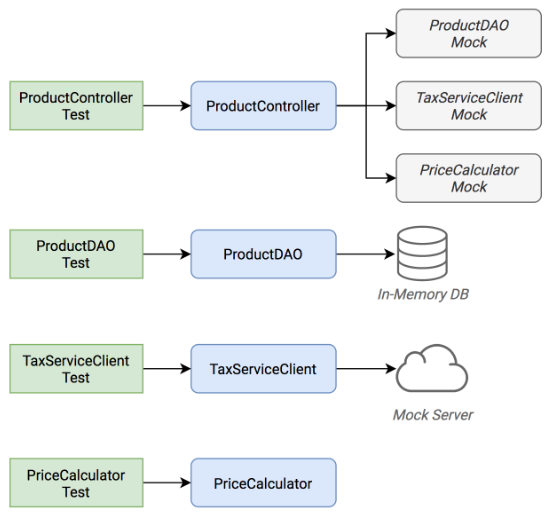 ProductDAO
Mock
ProductController
Test
ProductController
TaxServiceClient
Mock
PriceCalculator
Mock
ProductDAO
Test
ProductDAO
In-Memory DB
TaxServiceClient
Test
TaxServiceClient
Mock Server
PriceCalculator
Test
PriceCalculator